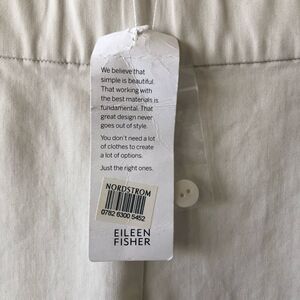 We believe that
simple is beautiful.
That working with
the best materials is
fundamental. That
great design never
goes out of style.
You don't need a lot
of clothes to create
a lot of options.
Just the right ones.
NORDSTROM
0782 6300 5452
EILEEN
FISHER